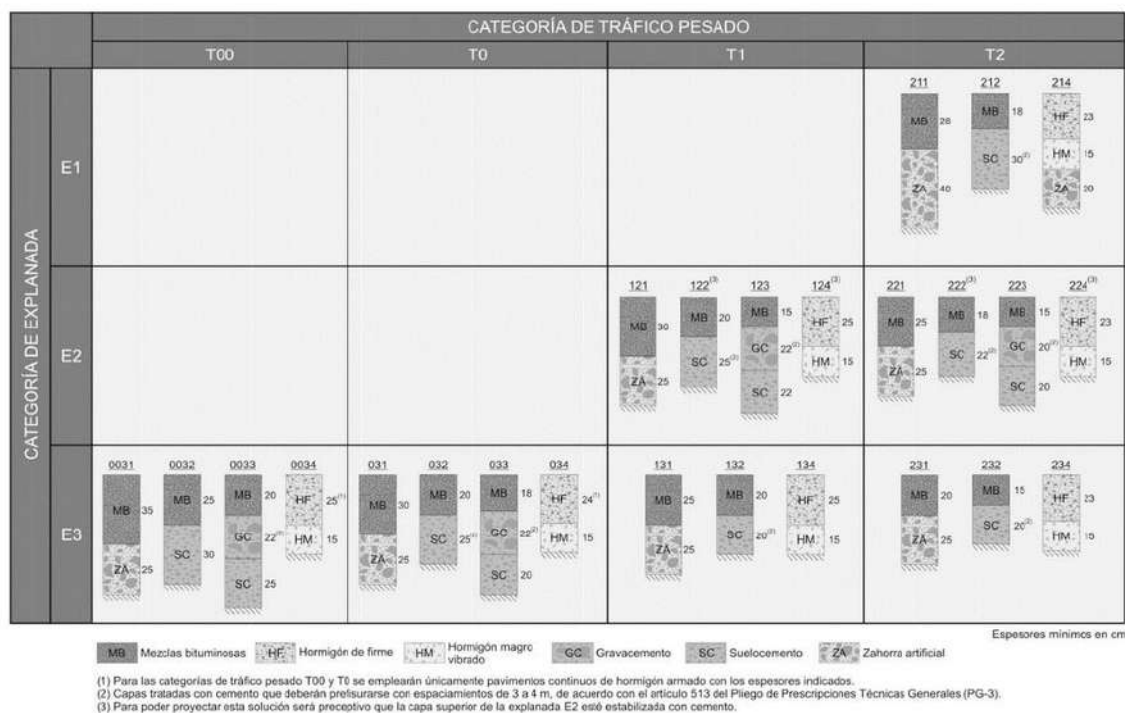 CATEGORÍA DE TRÁFICO PESADO
T00 T0 T1 T2
CATEGORÍA DE EXPLANADA
E1
211 212 214
MB 28 MB 18 HF 23
ZA 40 SC 30(2) HM 15
ZA 20
E2
121 122(3) 123 124(3) 221 222(3) 223 224(3)
MB 30 MB 20 MB 15 HF 25 MB 25 MB 18 MB 15 HF 23
ZA 25 SC 25 GC 22(2) HM 15 ZA 25 SC 22(2) GC 20(2) HM 15
SC 22 SC 20
E3
0031 0032 0033 0034 031 032 033 034 131 132 134 231 232 234
MB 35 MB 25 MB 20 HF 25(1) MB 30 MB 20 MB 18 HF 24(1) MB 25 MB 20 HF 25 MB 20 MB 15 HF 23
ZA 25 SC 30 GC 22(2) HM 15 ZA 25 SC 25 GC 22(2) HM 15 ZA 25 SC 20(2) HM 15 ZA 25 SC 20(2) HM 15
SC 25 SC 20
Espesores mínimos en cm
MB Mezclas bituminosas HF Hormigón de firme HM Hormigón magro vibrado GC Gravacemento SC Suelocemento ZA Zahorra artificial
(1) Para las categorías de tráfico pesado T00 y T0 se emplearán únicamente pavimentos continuos de hormigón armado con los espesores indicados.
(2) Capas tratadas con cemento que deberán prefisurarse con espaciamientos de 3 a 4 m, de acuerdo con el artículo 513 del Pliego de Prescripciones Técnicas Generales (PG-3).
(3) Para poder proyectar esta solución será preceptivo que la capa superior de la explanada E2 esté estabilizada con cemento.